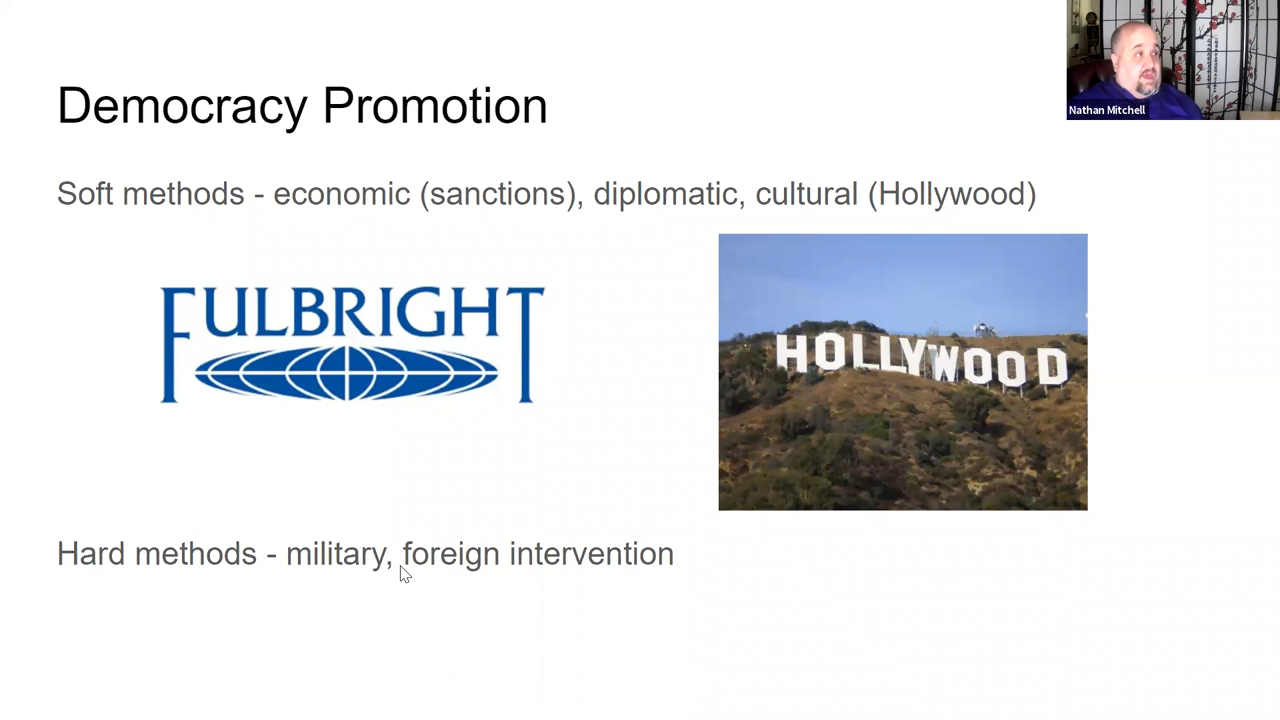 Democracy Promotion
Nathan Mitchell
Soft methods - economic (sanctions), diplomatic, cultural (Hollywood)
FULBRIGHT
HOLLYWOOD
Hard methods - military, foreign intervention